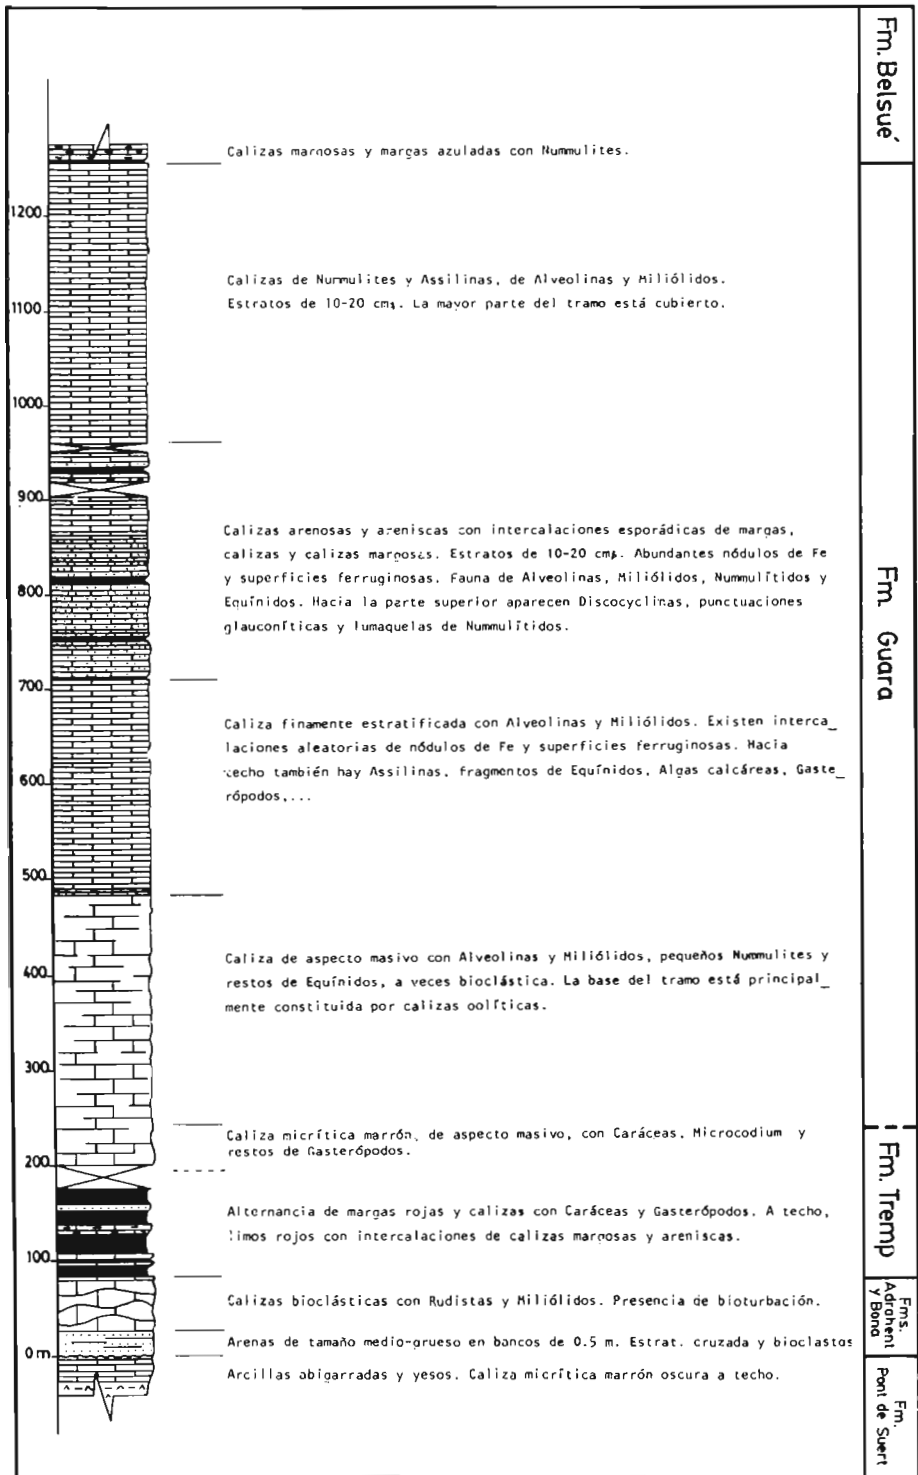 Fm. Belsué
Calizas margosas y margas azuladas con Nummulites.
1200
Calizas de Nummulites y Assilinas, de Alveolinas y Miliólidos.
Estratos de 10-20 cms. La mayor parte del tramo está cubierto.
1100
1000
900
Calizas arenosas y areniscas con intercalaciones esporádicas de margas,
calizas y calizas margosas. Estratos de 10-20 cms. Abundantes nódulos de Fe
y superficies ferruginosas. Fauna de Alveolinas, Miliólidos, Nummulítidos y
Equínidos. Hacia la parte superior aparecen Discocyclinas, punctuaciones
glauconíticas y lumaquelas de Nummulítidos.
800
Fm Guara
700
Caliza finamente estratificada con Alveolinas y Miliólidos. Existen interca_
laciones aleatorias de nódulos de Fe y superficies ferruginosas. Hacia
techo también hay Assilinas, fragmentos de Equínidos, Algas calcáreas, Gaste_
rópodos,...
600
500
Caliza de aspecto masivo con Alveolinas y Miliólidos, pequeños Nummulites y
restos de Equínidos, a veces bioclástica. La base del tramo está principal_
mente constituida por calizas oolíticas.
400
300
Caliza micrítica marrón, de aspecto masivo, con Caráceas, Microcodium y
restos de Gasterópodos.
200
Fm. Tremp
Alternancia de margas rojas y calizas con Caráceas y Gasterópodos. A techo,
limos rojos con intercalaciones de calizas margosas y areniscas.
100
Calizas bioclásticas con Rudistas y Miliólidos. Presencia de bioturbación.
Fms.
Adrahent
y Bona
Arenas de tamaño medio-grueso en bancos de 0.5 m. Estrat. cruzada y bioclastos
0 m
Arcillas abigarradas y yesos. Caliza micrítica marrón oscura a techo.
Fm.
Pont de Suert